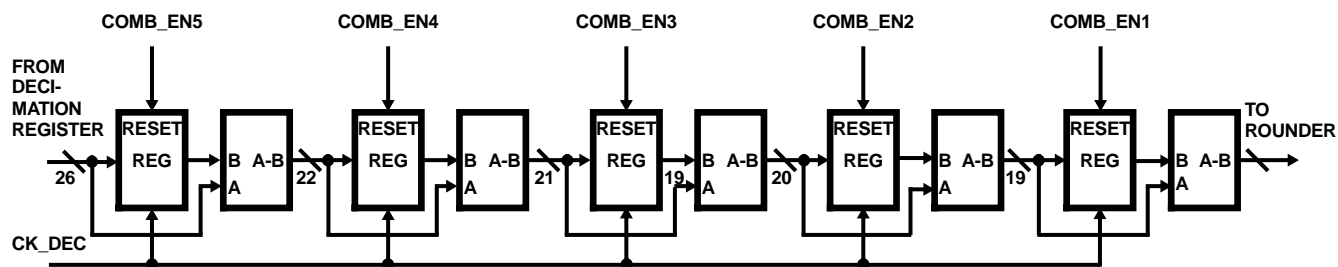 COMB_EN5 COMB_EN4 COMB_EN3 COMB_EN2 COMB_EN1
FROM
DECI-
MATION
REGISTER
TO
ROUNDER
RESET RESET RESET RESET RESET
REG B A-B REG B A-B REG B A-B REG B A-B REG B A-B
26 A 22 A 21 19 A 20 A 19 A
CK_DEC